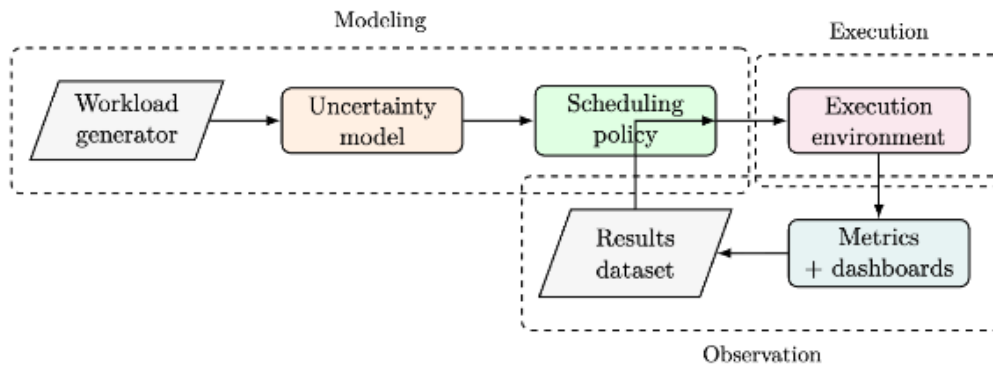 Modeling
Execution
Workload
generator
Uncertainty
model
Scheduling
policy
Execution
environment
Results
dataset
Metrics
+ dashboards
Observation